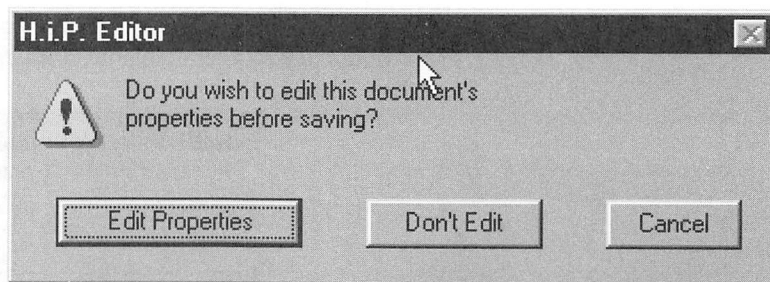 H.i.P. Editor
Do you wish to edit this document's
properties before saving?
Edit Properties
Don't Edit
Cancel